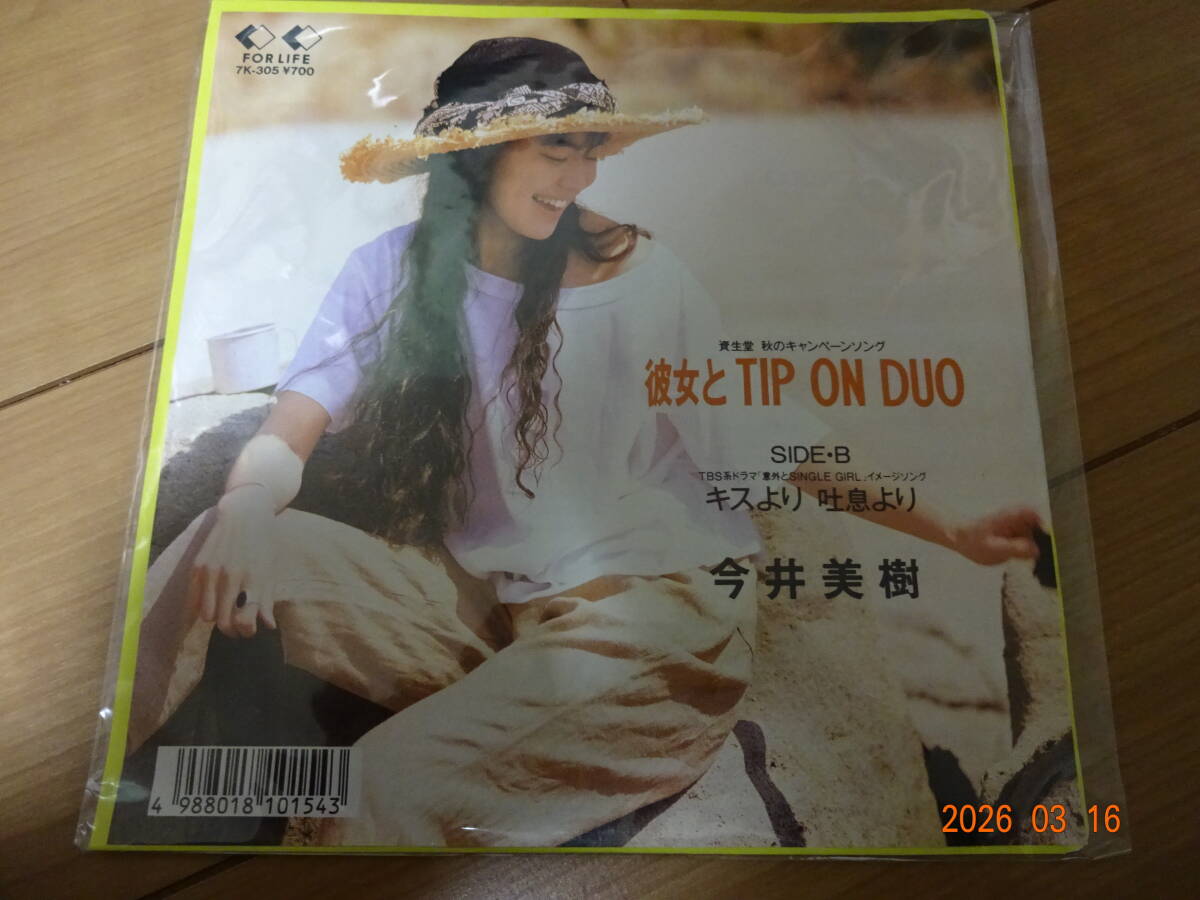 FOR LIFE
7K-305 ¥700
資生堂 秋のキャンペーンソング
彼女と TIP ON DUO
SIDE・B
TBS系ドラマ「意外とSINGLE GIRL」イメージソング
キスより 吐息より
今井美樹
4 988018 101543
2026 03 16